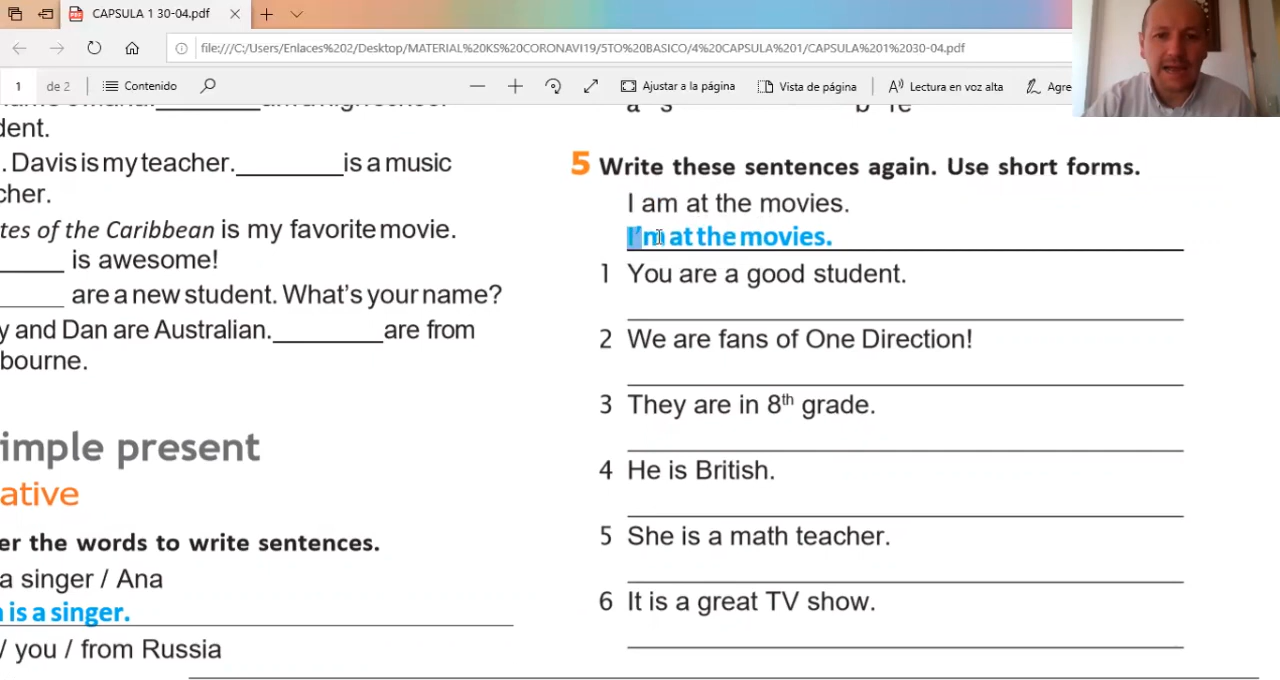 CAPSULA 1 30-04.pdf
file:///C:/Users/Enlaces%202/Desktop/MATERIAL%20KS%20CORONAVI19/5TO%20BASICO/4%20CAPSULA%201/CAPSULA%201%2030-04.pdf
1 de 2 Contenido Ajustar a la página Vista de página Lectura en voz alta Agre
dent.
. Davis is my teacher. ________ is a music
cher.
tes of the Caribbean is my favorite movie.
_____ is awesome!
_____ are a new student. What's your name?
y and Dan are Australian. ________ are from
bourne.
imple present
ative
er the words to write sentences.
a singer / Ana
is a singer.
/ you / from Russia
5 Write these sentences again. Use short forms.
I am at the movies.
I'm at the movies.
1 You are a good student.
2 We are fans of One Direction!
3 They are in 8th grade.
4 He is British.
5 She is a math teacher.
6 It is a great TV show.